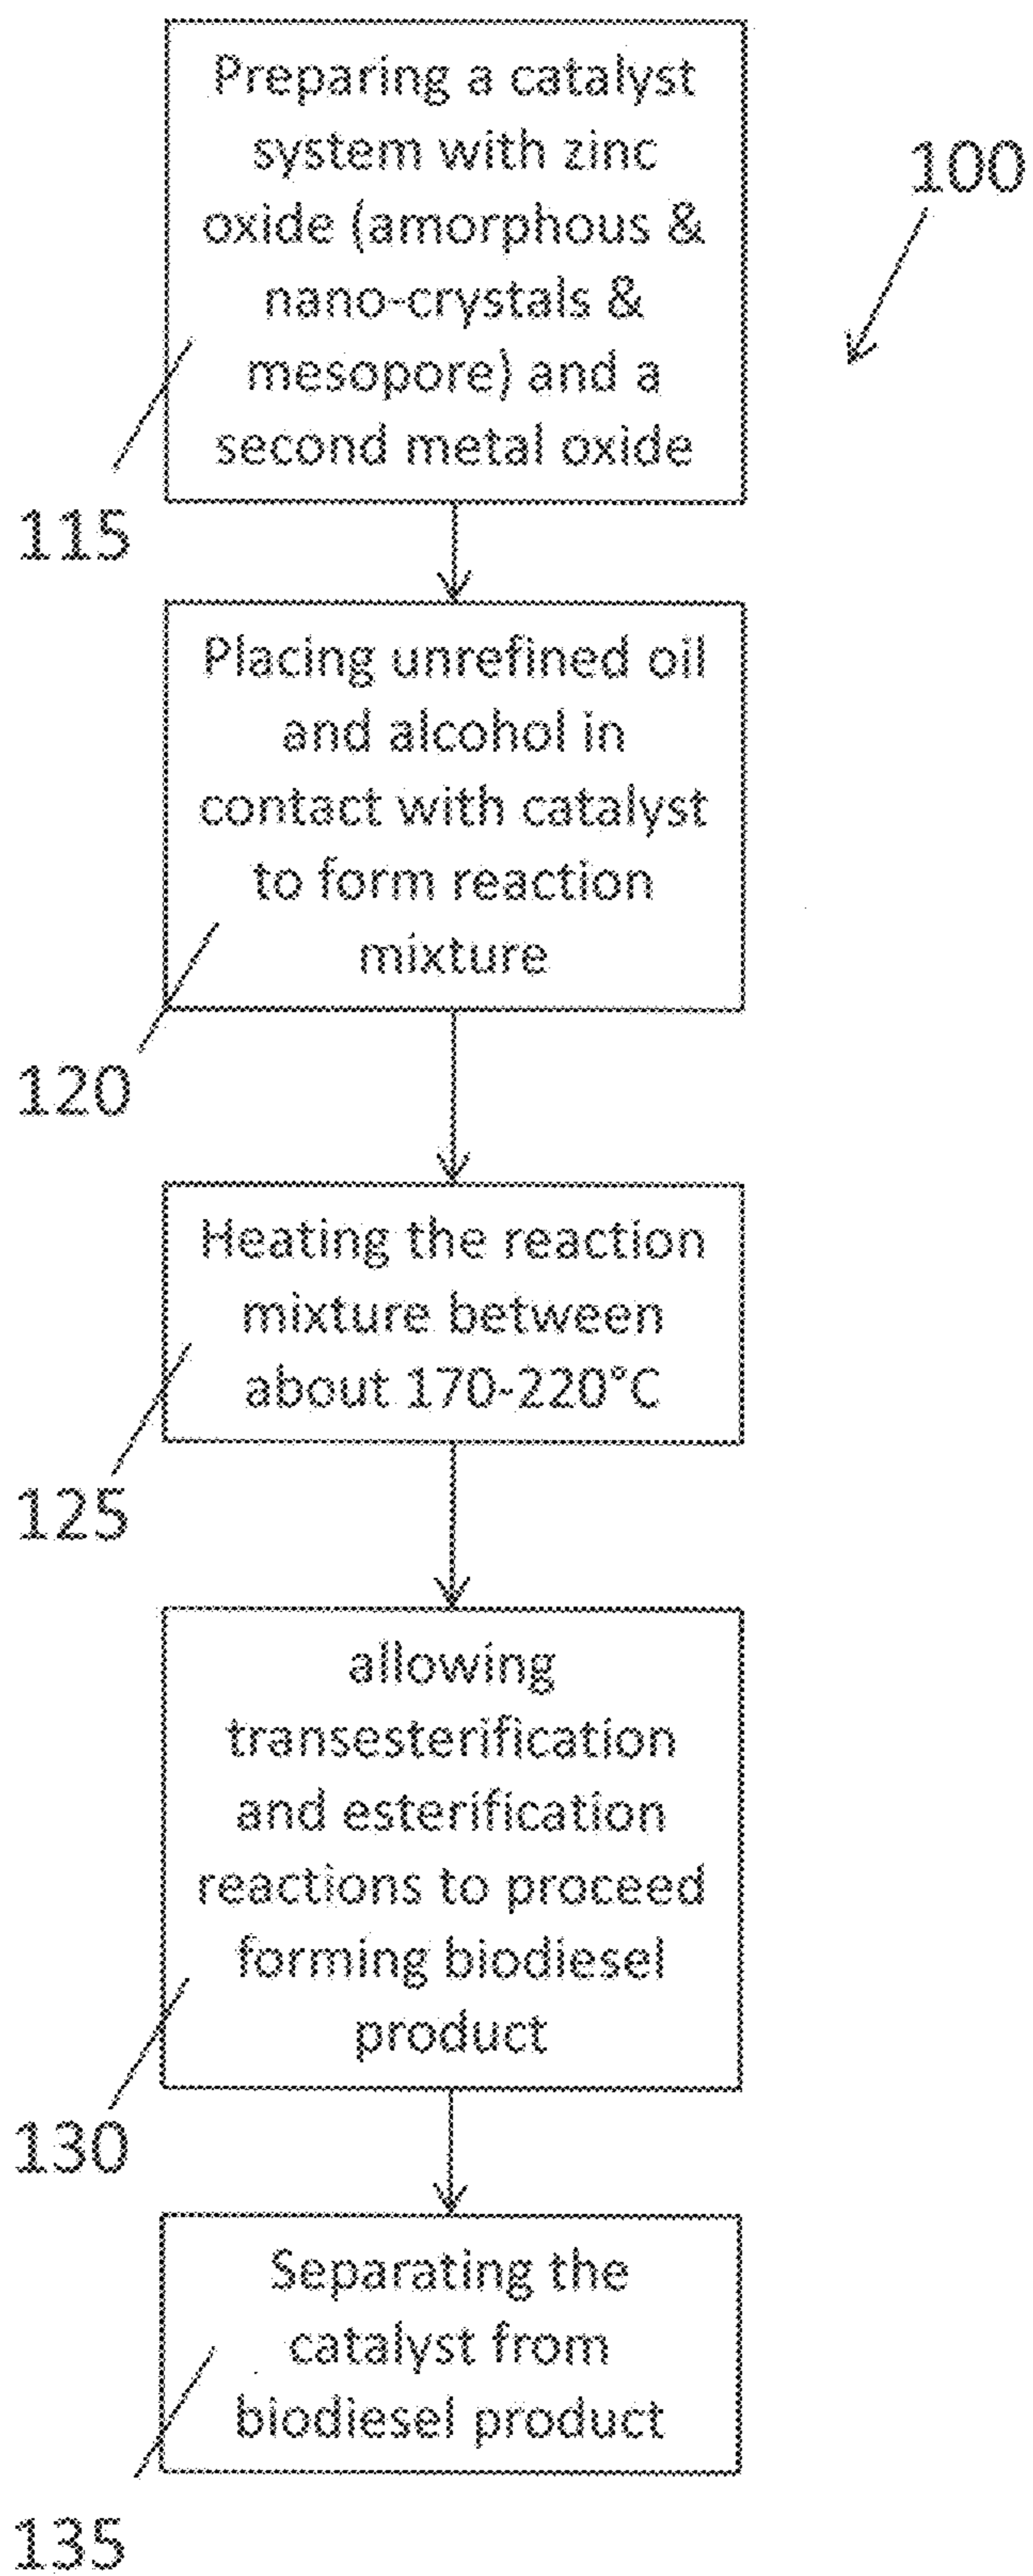 Preparing a catalyst
system with zinc
oxide (amorphous &
nano-crystals &
mesopore) and a
second metal oxide
100
115
Placing unrefined oil
and alcohol in
contact with catalyst
to form reaction
mixture
120
Heating the reaction
mixture between
about 170-220°C
125
allowing
transesterification
and esterification
reactions to proceed
forming biodiesel
product
130
Separating the
catalyst from
biodiesel product
135